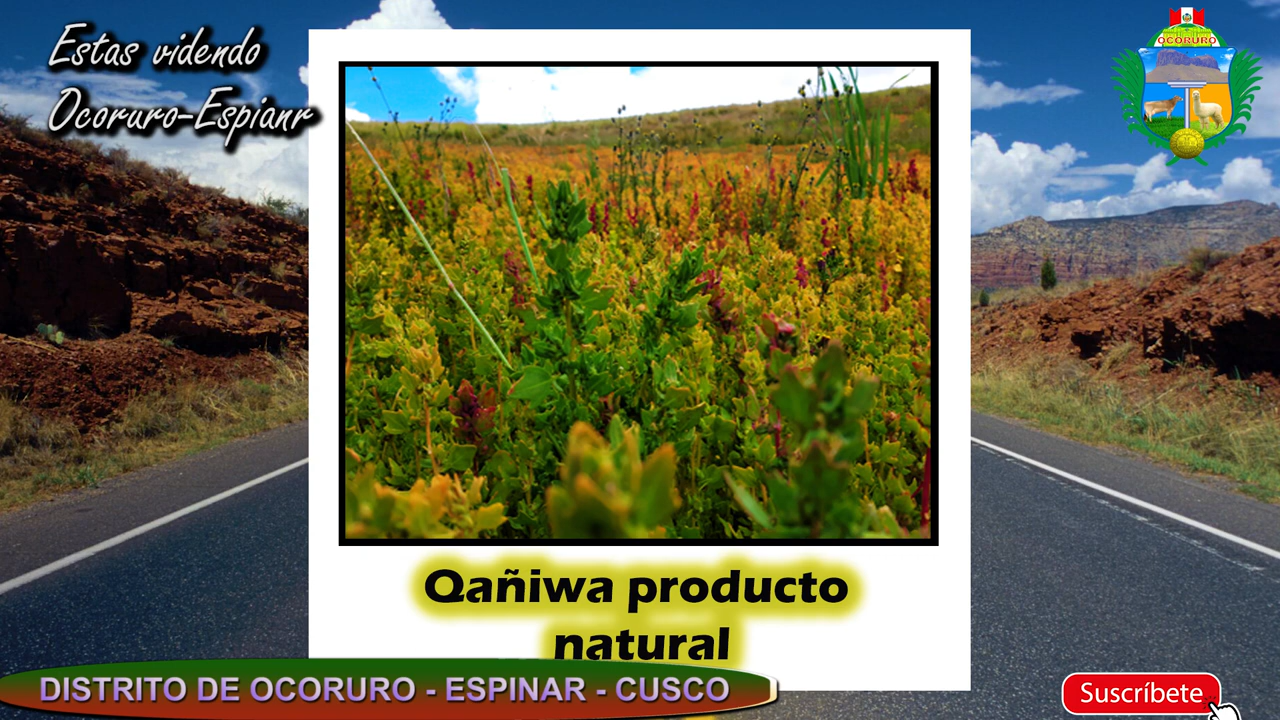 Estas videndo
Ocoruro-Espianr
OCORURO
Qañiwa producto
natural
DISTRITO DE OCORURO - ESPINAR - CUSCO
Suscríbete